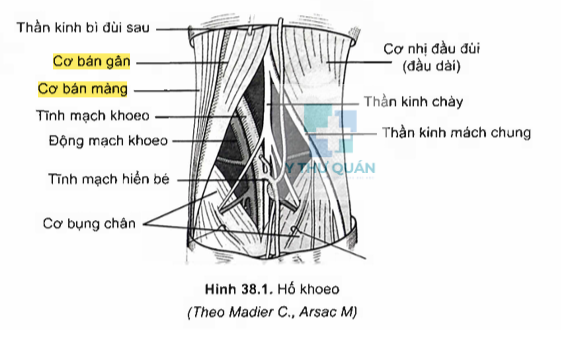 Thần kinh bì đùi sau
Cơ bán gân
Cơ bán màng
Tĩnh mạch khoeo
Động mạch khoeo
Tĩnh mạch hiển bé
Cơ bụng chân
Cơ nhị đầu đùi
(đầu dài)
Thần kinh chày
Thần kinh mách chung
Y THƯ QUÁN
Hình 38.1. Hố khoeo
(Theo Madier C., Arsac M)